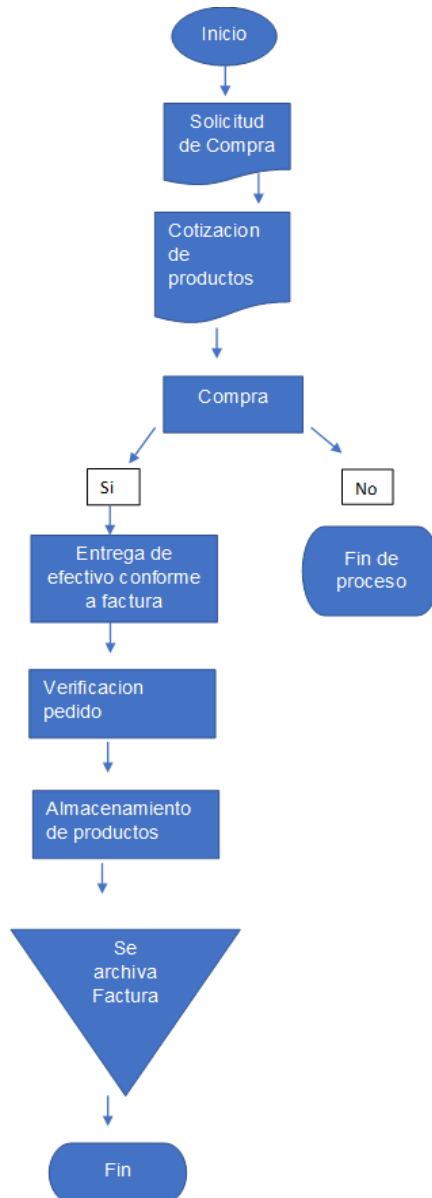 Inicio
Solicitud
de Compra
Cotizacion
de
productos
Compra
Si
No
Entrega de
efectivo conforme
a factura
Fin de
proceso
Verificacion
pedido
Almacenamiento
de productos
Se
archiva
Factura
Fin